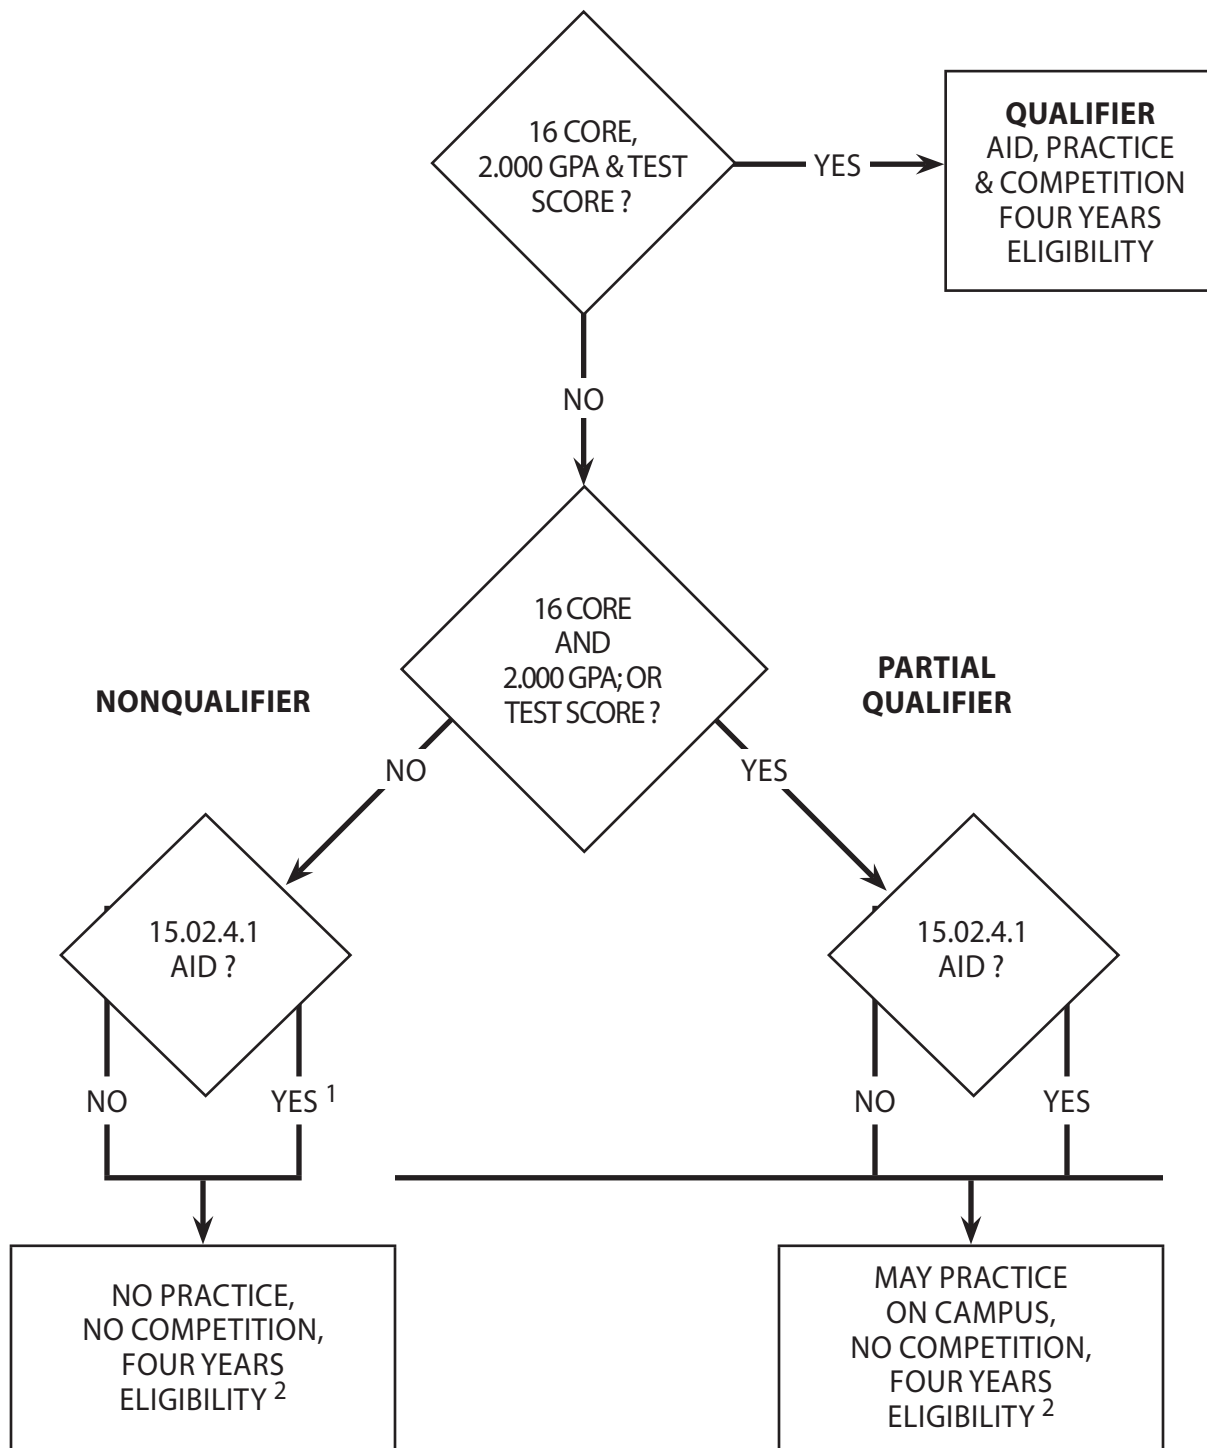 16 CORE,
2.000 GPA & TEST
SCORE ?
YES
QUALIFIER
AID, PRACTICE
& COMPETITION
FOUR YEARS
ELIGIBILITY
NO
16 CORE
AND
2.000 GPA; OR
TEST SCORE ?
NONQUALIFIER
PARTIAL
QUALIFIER
NO
YES
15.02.4.1
AID ?
15.02.4.1
AID ?
NO
YES 1
NO
YES
NO PRACTICE,
NO COMPETITION,
FOUR YEARS
ELIGIBILITY 2
MAY PRACTICE
ON CAMPUS,
NO COMPETITION,
FOUR YEARS
ELIGIBILITY 2